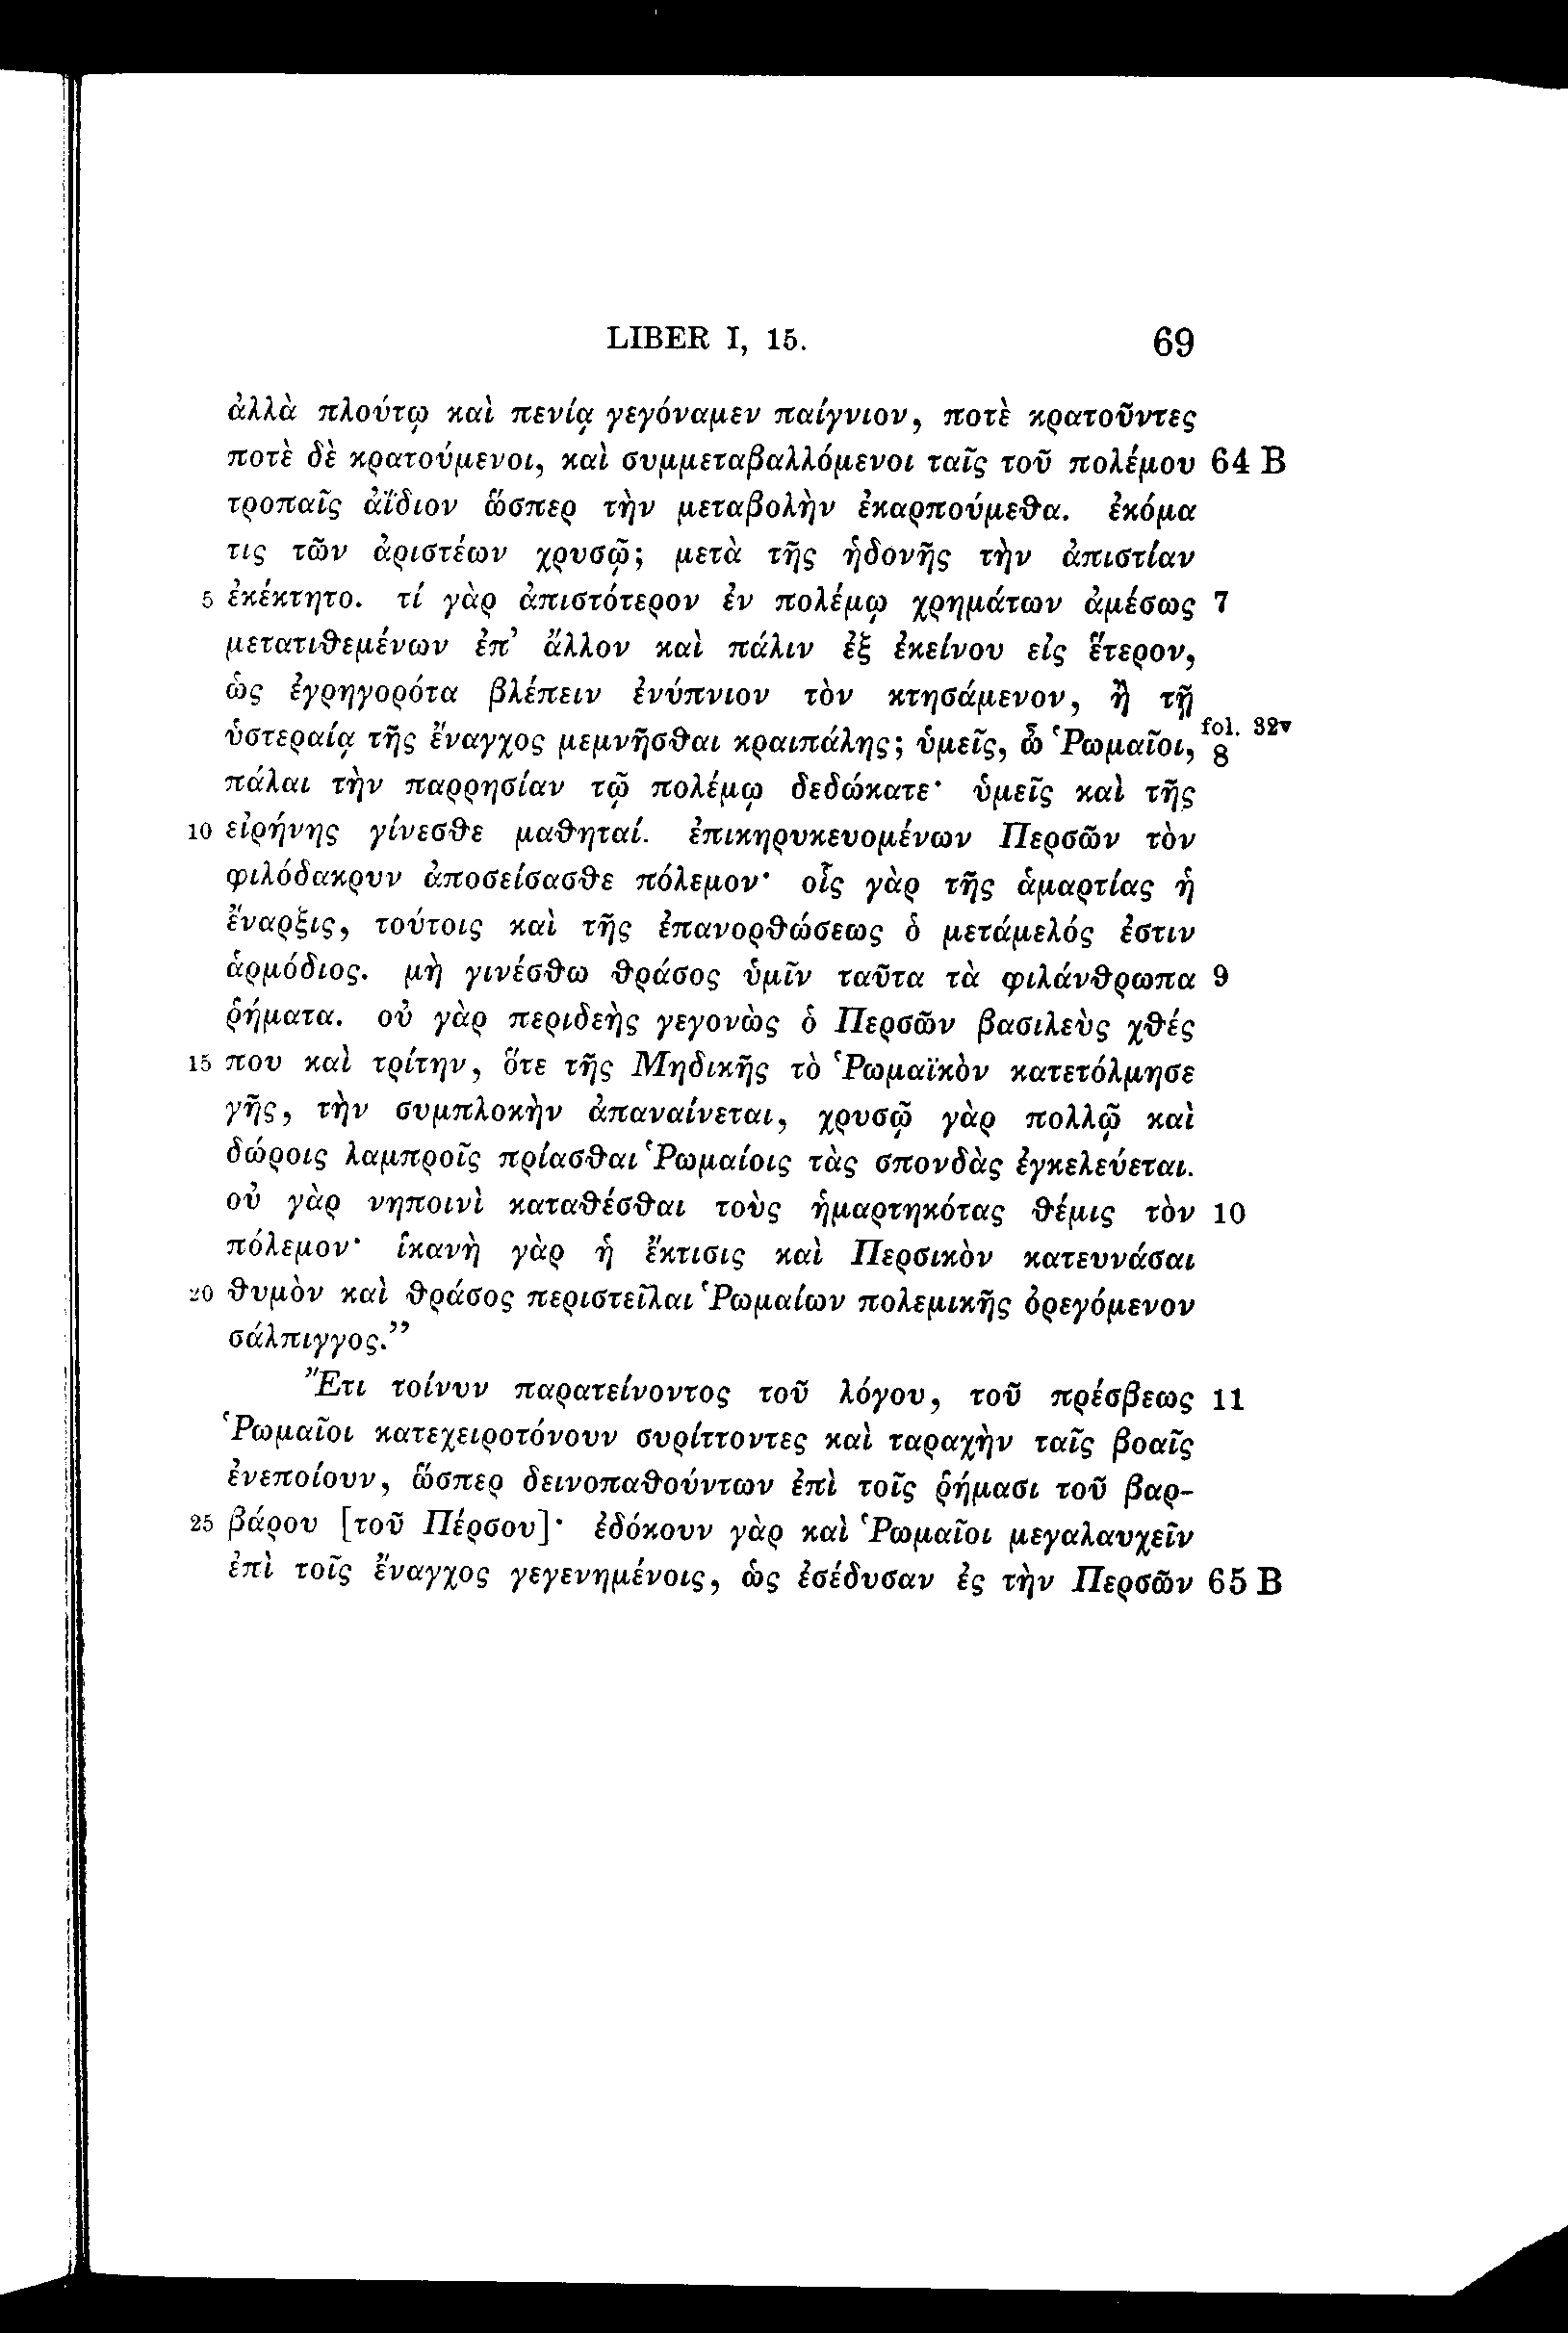 LIBER I, 15. 69
ἀλλὰ πλούτῳ καὶ πενίᾳ γεγόναμεν παίγνιον, ποτὲ κρατοῦντες
ποτὲ δὲ κρατούμενοι, καὶ συμμεταβαλλόμενοι ταῖς τοῦ πολέμου 64 B
τροπαῖς ἀΐδιον ὥσπερ τὴν μεταβολὴν ἐκαρπούμεθα. ἐκόμα
τις τῶν ἀριστέων χρυσῷ; μετὰ τῆς ἡδονῆς τὴν ἀπιστίαν
5 ἐκέκτητο. τί γὰρ ἀπιστότερον ἐν πολέμῳ χρημάτων ἀμέσως 7
μετατιθεμένων ἐπ’ ἄλλον καὶ πάλιν ἐξ ἐκείνου εἰς ἕτερον,
ὡς ἐγρηγορότα βλέπειν ἐνύπνιον τὸν κτησάμενον, ἢ τῇ
ὑστεραίᾳ τῆς ἔναγχος μεμνῆσθαι κραιπάλης; ὑμεῖς, ὦ Ῥωμαῖοι, fol. 32v 8
πάλαι τὴν παρρησίαν τῷ πολέμῳ δεδώκατε· ὑμεῖς καὶ τῆς
10 εἰρήνης γίνεσθε μαθηταί. ἐπικηρυκευομένων Περσῶν τὸν
φιλόδακρυν ἀποσείσασθε πόλεμον· οἷς γὰρ τῆς ἁμαρτίας ἡ
ἔναρξις, τούτοις καὶ τῆς ἐπανορθώσεως ὁ μετάμελός ἐστιν
ἁρμόδιος. μὴ γινέσθω θράσος ὑμῖν ταῦτα τὰ φιλάνθρωπα 9
ῥήματα. οὐ γὰρ περιδεὴς γεγονὼς ὁ Περσῶν βασιλεὺς χθές
15 που καὶ τρίτην, ὅτε τῆς Μηδικῆς τὸ Ῥωμαϊκὸν κατετόλμησε
γῆς, τὴν συμπλοκὴν ἀπαναίνεται, χρυσῷ γὰρ πολλῷ καὶ
δώροις λαμπροῖς πρίασθαι Ῥωμαίοις τὰς σπονδὰς ἐγκελεύεται.
οὐ γὰρ νηποινὶ καταθέσθαι τοὺς ἡμαρτηκότας θέμις τὸν 10
πόλεμον· ἱκανὴ γὰρ ἡ ἔκτισις καὶ Περσικὸν κατευνάσαι
20 θυμὸν καὶ θράσος περιστεῖλαι Ῥωμαίων πολεμικῆς ὀρεγόμενον
σάλπιγγος.”
Ἔτι τοίνυν παρατείνοντος τοῦ λόγου, τοῦ πρέσβεως 11
Ῥωμαῖοι κατεχειροτόνουν συρίττοντες καὶ ταραχὴν ταῖς βοαῖς
ἐνεποίουν, ὥσπερ δεινοπαθούντων ἐπὶ τοῖς ῥήμασι τοῦ βαρ-
25 βάρου [τοῦ Πέρσου]· ἐδόκουν γὰρ καὶ Ῥωμαῖοι μεγαλαυχεῖν
ἐπὶ τοῖς ἔναγχος γεγενημένοις, ὡς ἐσέδυσαν ἐς τὴν Περσῶν 65 B